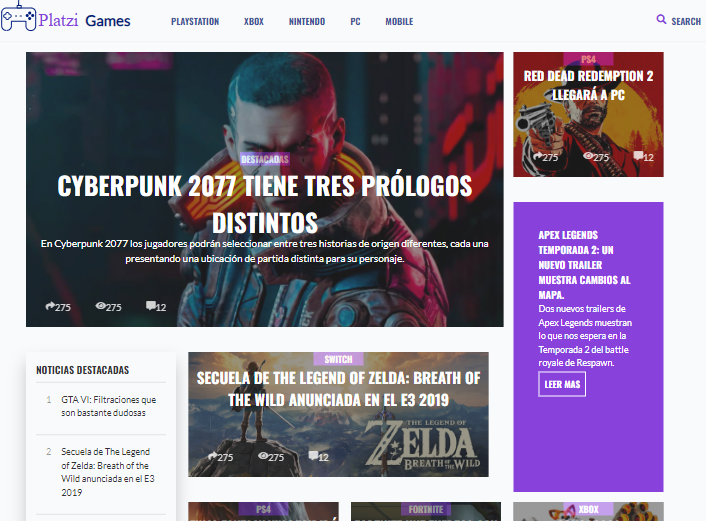 Platzi Games
PLAYSTATION
XBOX
NINTENDO
PC
MOBILE
SEARCH
DESTACADAS
CYBERPUNK 2077 TIENE TRES PRÓLOGOS
DISTINTOS
En Cyberpunk 2077 los jugadores podrán seleccionar entre tres historias de origen diferentes, cada una
presentando una ubicación de partida distinta para su personaje.
275
275
12
PS4
RED DEAD REDEMPTION 2
LLEGARÁ A PC
275
275
12
APEX LEGENDS
TEMPORADA 2: UN
NUEVO TRAILER
MUESTRA CAMBIOS AL
MAPA.
Dos nuevos trailers de
Apex Legends muestran
lo que nos espera en la
Temporada 2 del battle
royale de Respawn.
LEER MAS
NOTICIAS DESTACADAS
1 GTA VI: Filtraciones que
son bastante dudosas
2 Secuela de The Legend
of Zelda: Breath of the
Wild anunciada en el E3
2019
SWITCH
SECUELA DE THE LEGEND OF ZELDA: BREATH OF
THE WILD ANUNCIADA EN EL E3 2019
275
275
12
THE LEGEND OF
ZELDA
BREATH OF THE WILD
PS4
FORTNITE
XBOX